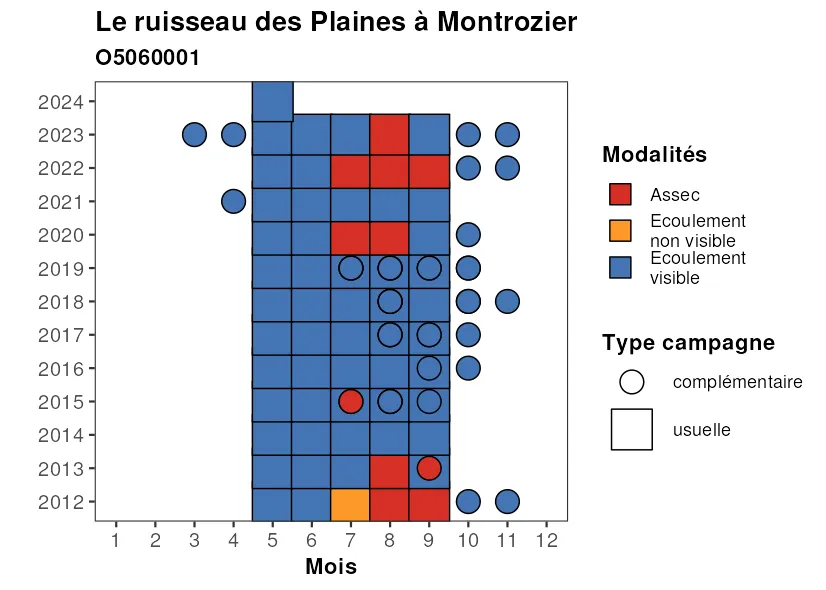 Le ruisseau des Plaines à Montrozier
O5060001
2024
2023
2022
2021
2020
2019
2018
2017
2016
2015
2014
2013
2012
1 2 3 4 5 6 7 8 9 10 11 12
Mois
Modalités
Assec
Ecoulement
non visible
Ecoulement
visible
Type campagne
complémentaire
usuelle